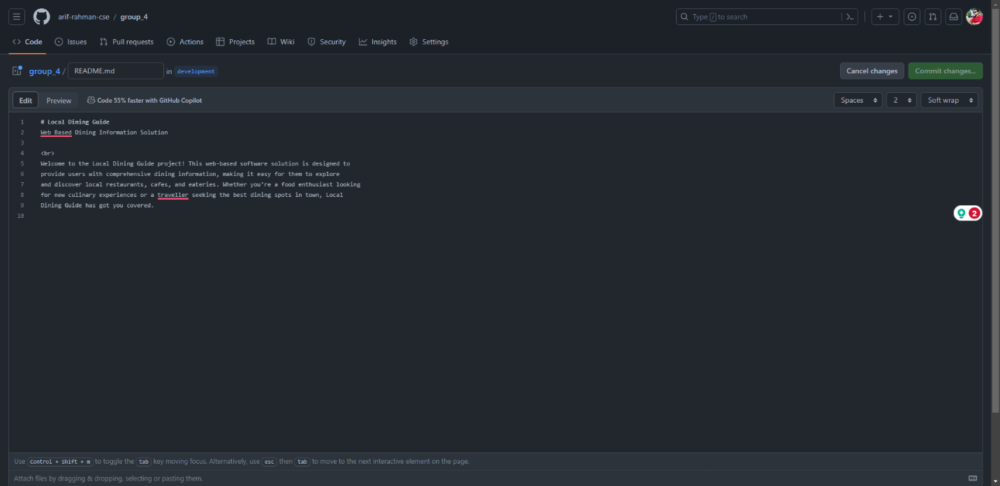 arif-rahman-cse / group_4
Type / to search
Code Issues Pull requests Actions Projects Wiki Security Insights Settings
group_4 / README.md in development Cancel changes Commit changes...
Edit Preview Code 55% faster with GitHub Copilot Spaces 2 Soft wrap
1 # Local Dining Guide
2 Web Based Dining Information Solution
3
4 <br>
5 Welcome to the Local Dining Guide project! This web-based software solution is designed to
6 provide users with comprehensive dining information, making it easy for them to explore
7 and discover local restaurants, cafes, and eateries. Whether you're a food enthusiast looking
8 for new culinary experiences or a traveller seeking the best dining spots in town, Local
9 Dining Guide has got you covered.
10
2
Use Control + Shift + m to toggle the tab key moving focus. Alternatively, use esc then tab to move to the next interactive element on the page.
Attach files by dragging & dropping, selecting or pasting them.